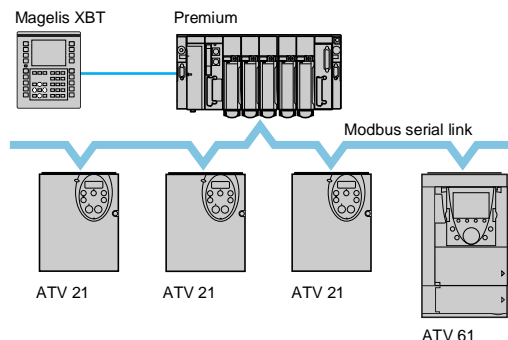 Magelis XBT
Premium
Modbus serial link
ATV 21
ATV 21
ATV 21
ATV 61